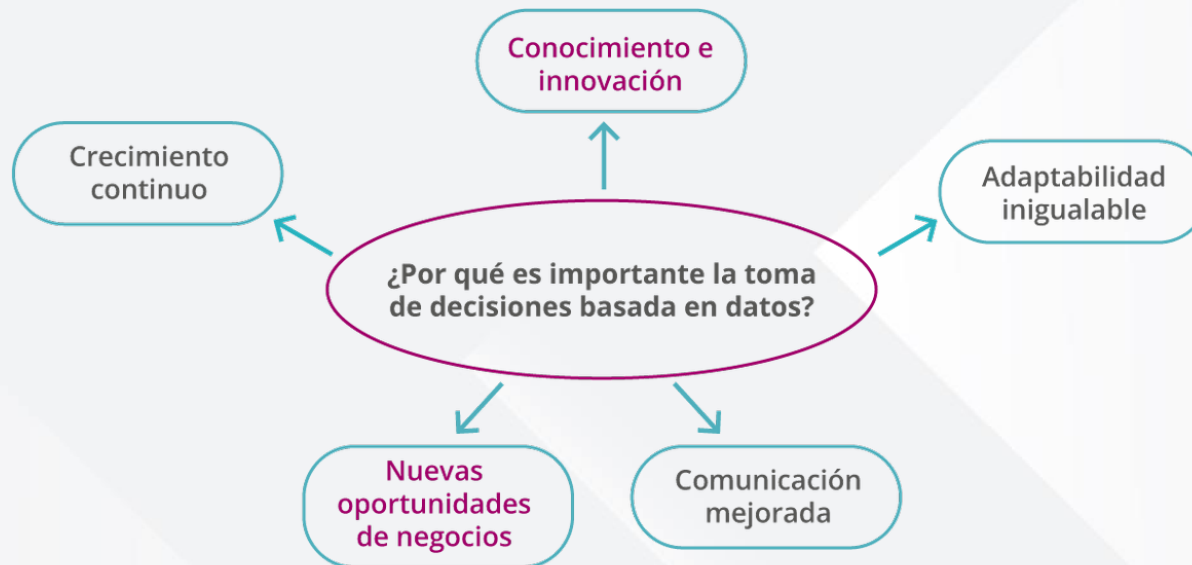 Conocimiento e
innovación
Crecimiento
continuo
Adaptabilidad
inigualable
¿Por qué es importante la toma
de decisiones basada en datos?
Nuevas
oportunidades
de negocios
Comunicación
mejorada